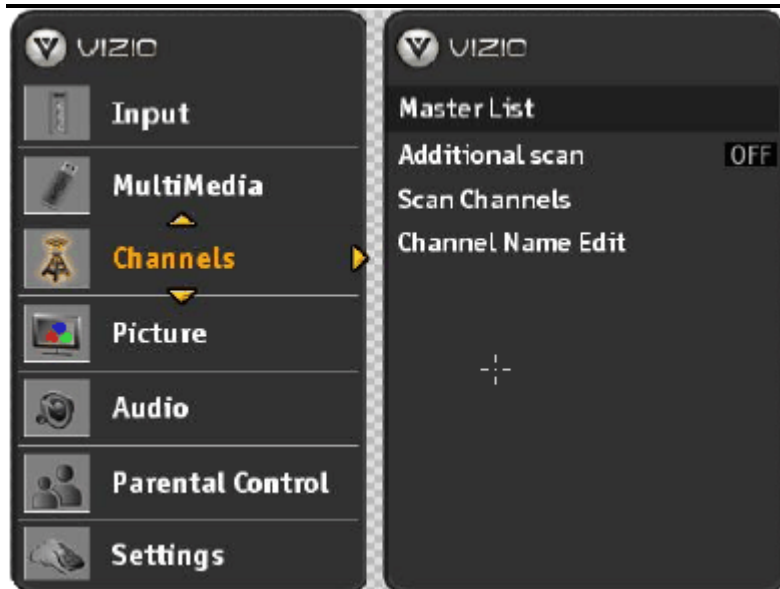 VIZIO
Input
MultiMedia
Channels
Picture
Audio
Parental Control
Settings
VIZIO
Master List
Additional scan OFF
Scan Channels
Channel Name Edit